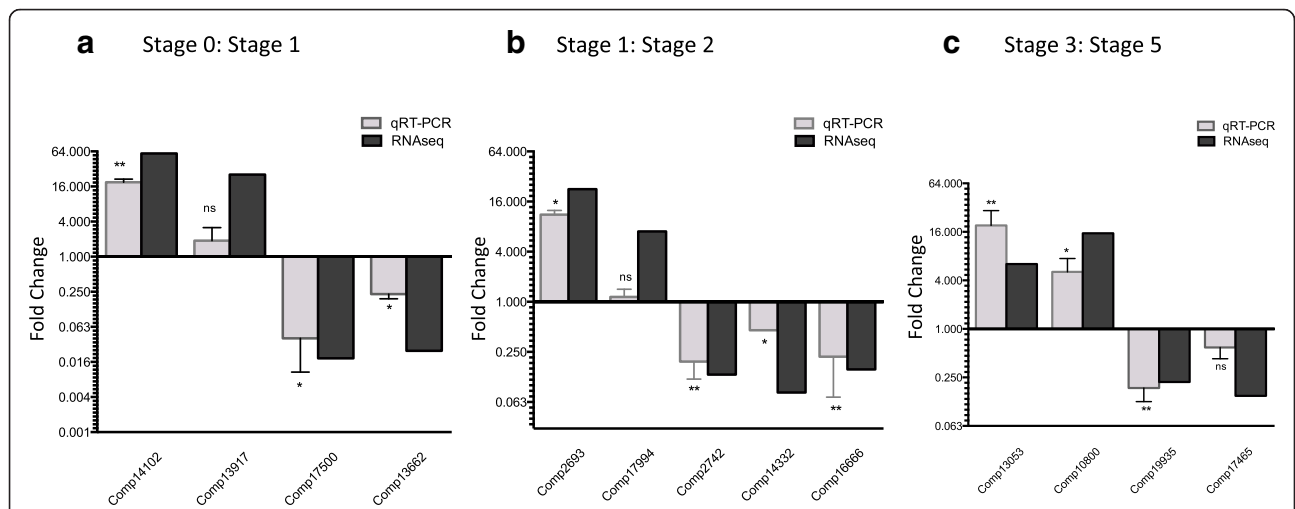 a Stage 0: Stage 1
qRT-PCR
RNAseq
Fold Change
64.000
16.000
4.000
1.000
0.250
0.063
0.016
0.004
0.001
**
ns
*
*
Comp14102
Comp13917
Comp17500
Comp13662
b Stage 1: Stage 2
qRT-PCR
RNAseq
Fold Change
64.000
16.000
4.000
1.000
0.250
0.063
*
ns
**
*
**
Comp2693
Comp17994
Comp2742
Comp14332
Comp16666
c Stage 3: Stage 5
qRT-PCR
RNAseq
Fold Change
64.000
16.000
4.000
1.000
0.250
0.063
**
*
**
ns
Comp13053
Comp10800
Comp19935
Comp17465